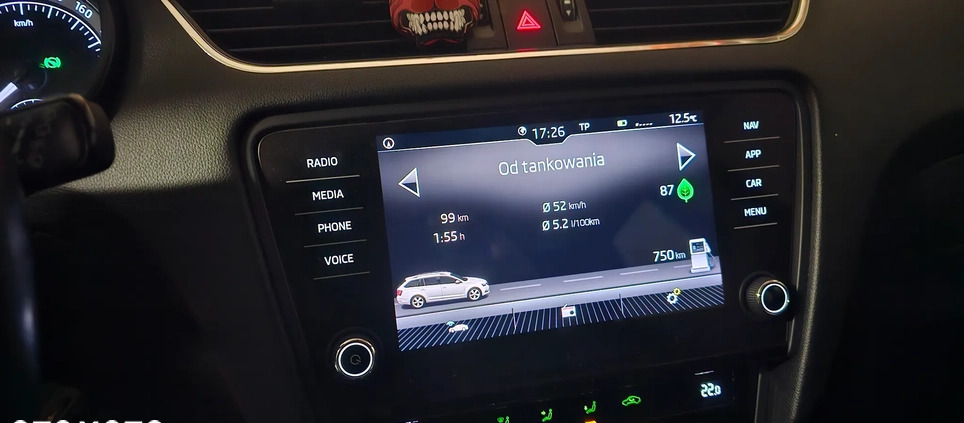 160
km/h
17:26 TP 12.5°C
RADIO
MEDIA
PHONE
VOICE
Od tankowania
87
99 km Ø 52 km/h
1:55 h Ø 5.2 l/100km
750 km
NAV
APP
CAR
MENU
22.0